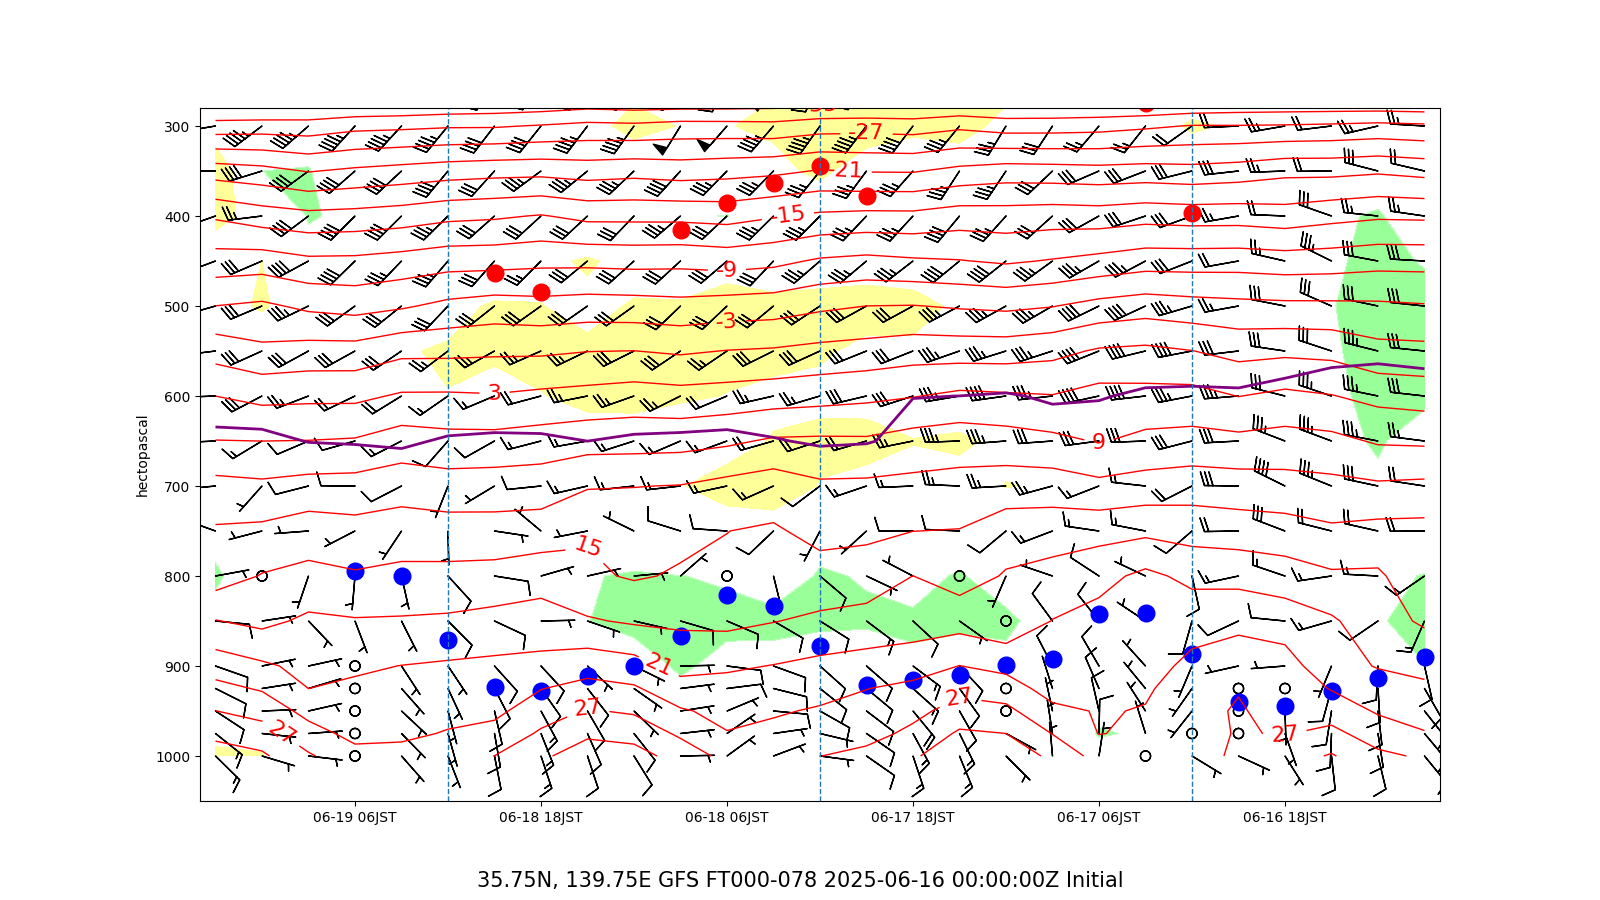 -27
-21
-15
-9
-3
3
9
15
21
27
27
27
27
300
400
500
600
700
800
900
1000
hectopascal
06-19 06JST
06-18 18JST
06-18 06JST
06-17 18JST
06-17 06JST
06-16 18JST
35.75N, 139.75E GFS FT000-078 2025-06-16 00:00:00Z Initial